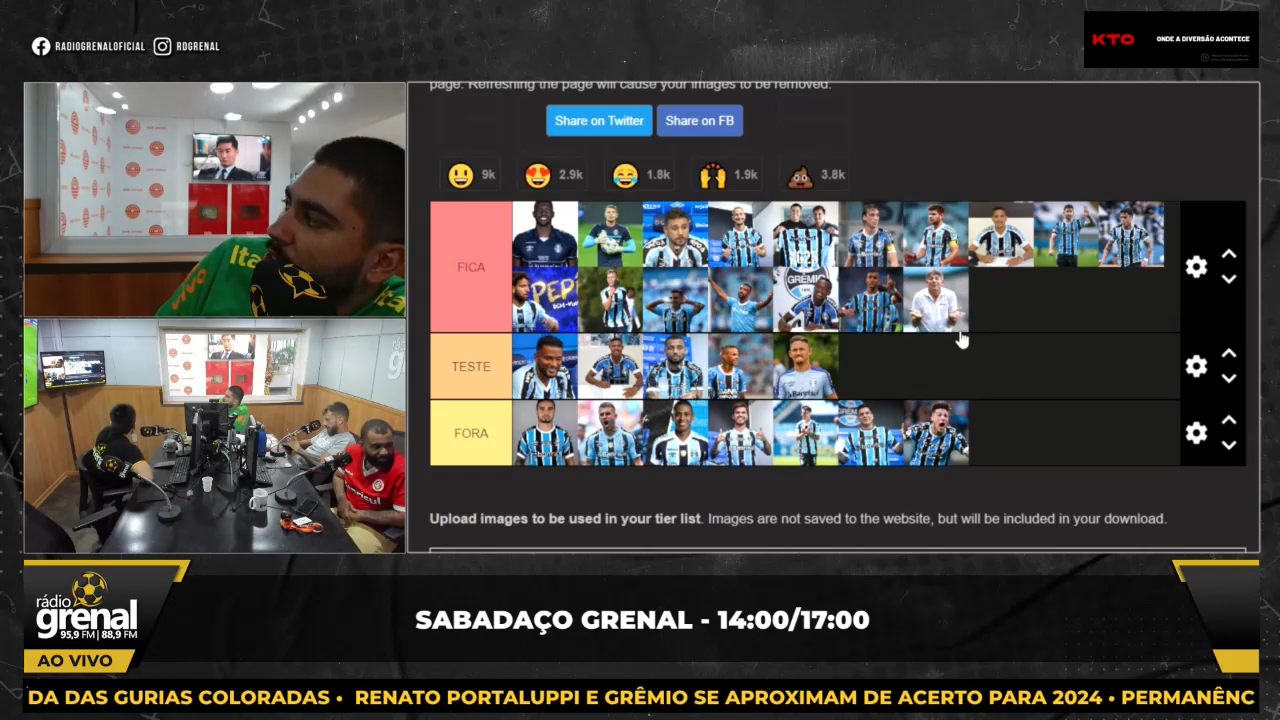 RADIOGRENALOFICIAL
RDGRENAL
KTO
ONDE A DIVERSÃO ACONTECE
page. Refreshing the page will cause your images to be removed.
Share on Twitter
Share on FB
9k
2.9k
1.8k
1.9k
3.8k
FICA
TESTE
FORA
Upload images to be used in your tier list. Images are not saved to the website, but will be included in your download.
rádio
grenal
95,9 FM | 88,9 FM
AO VIVO
SABADAÇO GRENAL - 14:00/17:00
DA DAS GURIAS COLORADAS • RENATO PORTALUPPI E GRÊMIO SE APROXIMAM DE ACERTO PARA 2024 • PERMANÊNC